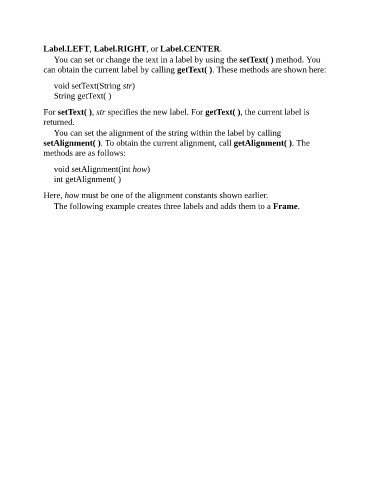 Label.LEFT, Label.RIGHT, or Label.CENTER.
You can set or change the text in a label by using the setText( ) method. You
can obtain the current label by calling getText( ). These methods are shown here:
void setText(String str)
String getText( )
For setText( ), str specifies the new label. For getText( ), the current label is
returned.
You can set the alignment of the string within the label by calling
setAlignment( ). To obtain the current alignment, call getAlignment( ). The
methods are as follows:
void setAlignment(int how)
int getAlignment( )
Here, how must be one of the alignment constants shown earlier.
The following example creates three labels and adds them to a Frame.